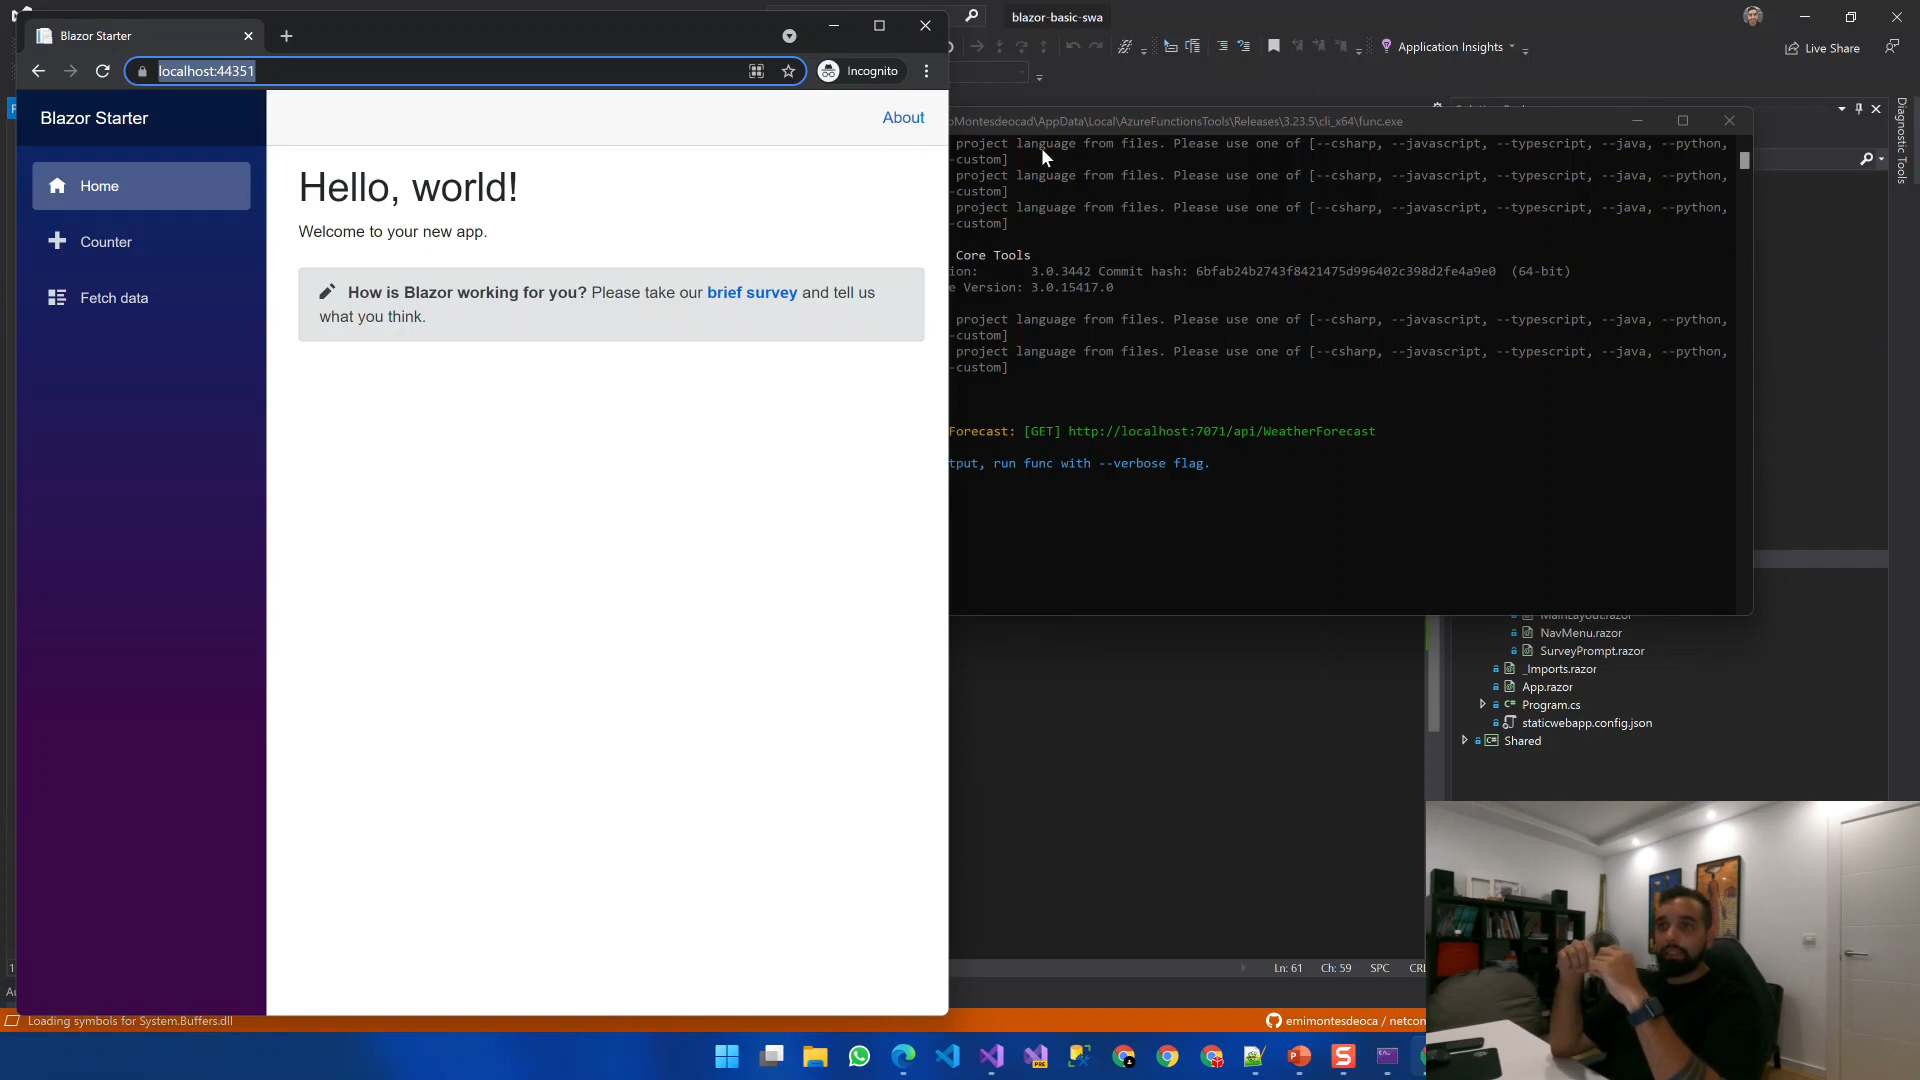 Blazor Starter
localhost:44351
Incognito
Blazor Starter
Home
Counter
Fetch data
About
Hello, world!
Welcome to your new app.
How is Blazor working for you? Please take our brief survey and tell us
what you think.
blazor-basic-swa
Application Insights
Live Share
Diagnostic Tools
oMontesdeocad\AppData\Local\AzureFunctionsTools\Releases\3.23.5\cli_x64\func.exe
project language from files. Please use one of [--csharp, --javascript, --typescript, --java, --python,
-custom]
project language from files. Please use one of [--csharp, --javascript, --typescript, --java, --python,
-custom]
project language from files. Please use one of [--csharp, --javascript, --typescript, --java, --python,
-custom]
Core Tools
ion: 3.0.3442 Commit hash: 6bfab24b2743f8421475d996402c398d2fe4a9e0 (64-bit)
e Version: 3.0.15417.0
project language from files. Please use one of [--csharp, --javascript, --typescript, --java, --python,
-custom]
project language from files. Please use one of [--csharp, --javascript, --typescript, --java, --python,
-custom]
Forecast: [GET] http://localhost:7071/api/WeatherForecast
tput, run func with --verbose flag.
MainLayout.razor
NavMenu.razor
SurveyPrompt.razor
_Imports.razor
App.razor
Program.cs
staticwebapp.config.json
Shared
Ln: 61 Ch: 59 SPC CRL
Loading symbols for System.Buffers.dll
emimontesdeoca / netcon